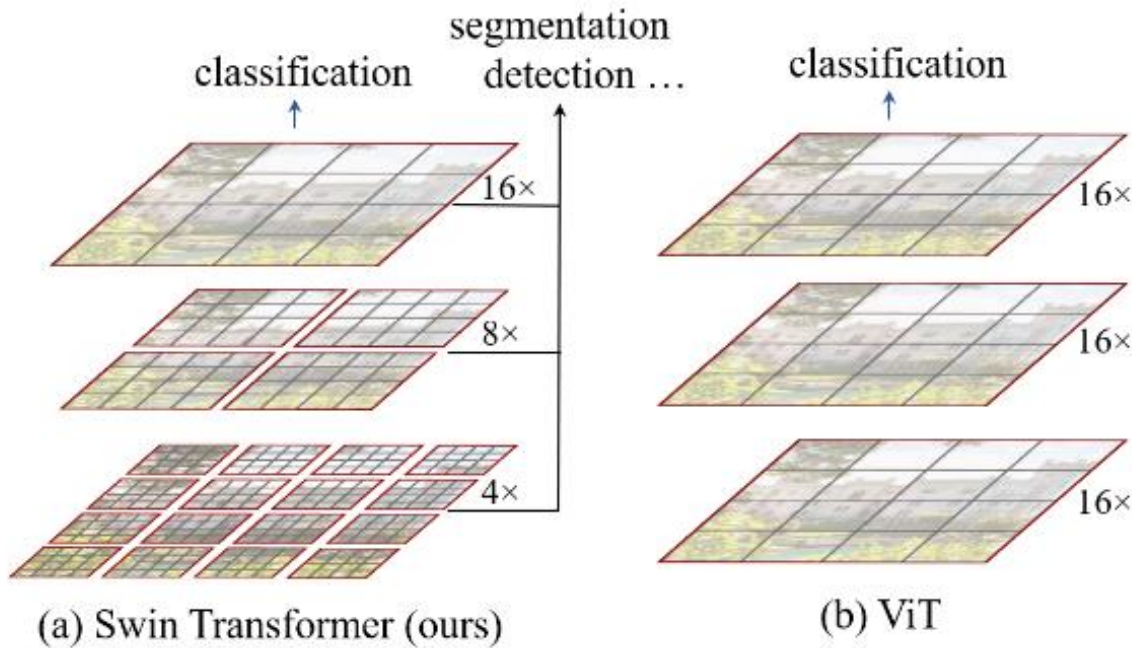 segmentation
classification
detection ...
classification
16×
8×
4×
16×
16×
16×
(a) Swin Transformer (ours)
(b) ViT